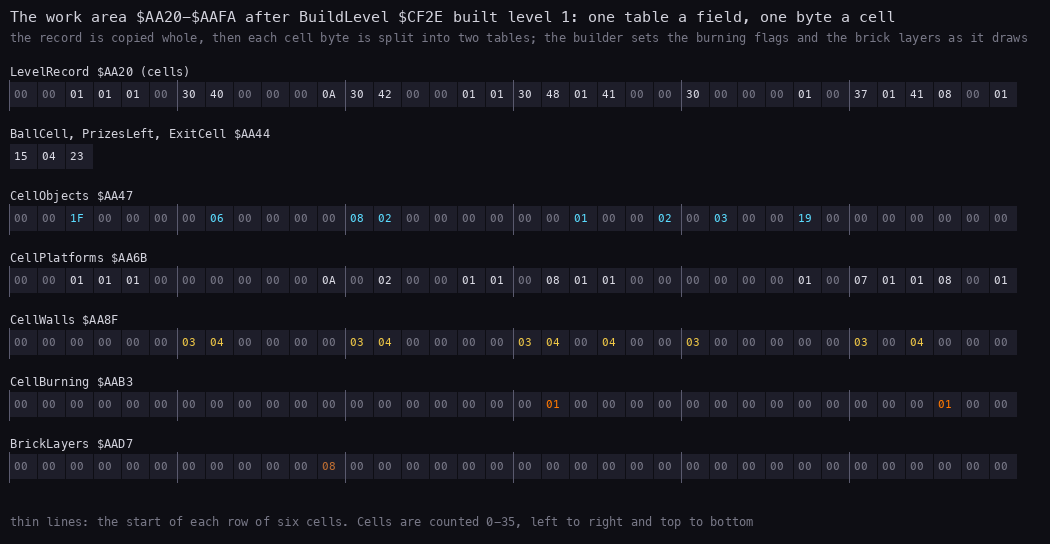 The work area $AA20—$AAFA after BuildLevel $CF2E built level 1: one table a field, one byte a cell
the record is copied whole, then each cell byte is split into two tables; the builder sets the burning flags and the brick layers as it draws
LevelRecord $AA20 (cells)
00 00 01 01 01 00 30 40 00 00 00 0A 30 42 00 00 01 01 30 48 01 41 00 00 30 00 00 00 01 00 37 01 41 08 00 01
BallCell, PrizesLeft, ExitCell $AA44
15 04 23
CellObjects $AA47
00 00 1F 00 00 00 00 06 00 00 00 00 08 02 00 00 00 00 00 00 01 00 00 02 00 03 00 00 19 00 00 00 00 00 00 00
CellPlatforms $AA6B
00 00 01 01 01 00 00 00 00 00 00 0A 00 02 00 00 01 01 00 08 01 01 00 00 00 00 00 00 01 00 07 01 01 08 00 01
CellWalls $AA8F
00 00 00 00 00 00 03 04 00 00 00 00 03 04 00 00 00 00 03 04 00 04 00 00 03 00 00 00 00 00 03 00 04 00 00 00
CellBurning $AAB3
00 00 00 00 00 00 00 00 00 00 00 00 00 00 00 00 00 00 00 01 00 00 00 00 00 00 00 00 00 00 00 00 00 01 00 00
BrickLayers $AAD7
00 00 00 00 00 00 00 00 00 00 00 08 00 00 00 00 00 00 00 00 00 00 00 00 00 00 00 00 00 00 00 00 00 00 00 00
thin lines: the start of each row of six cells. Cells are counted 0—35, left to right and top to bottom